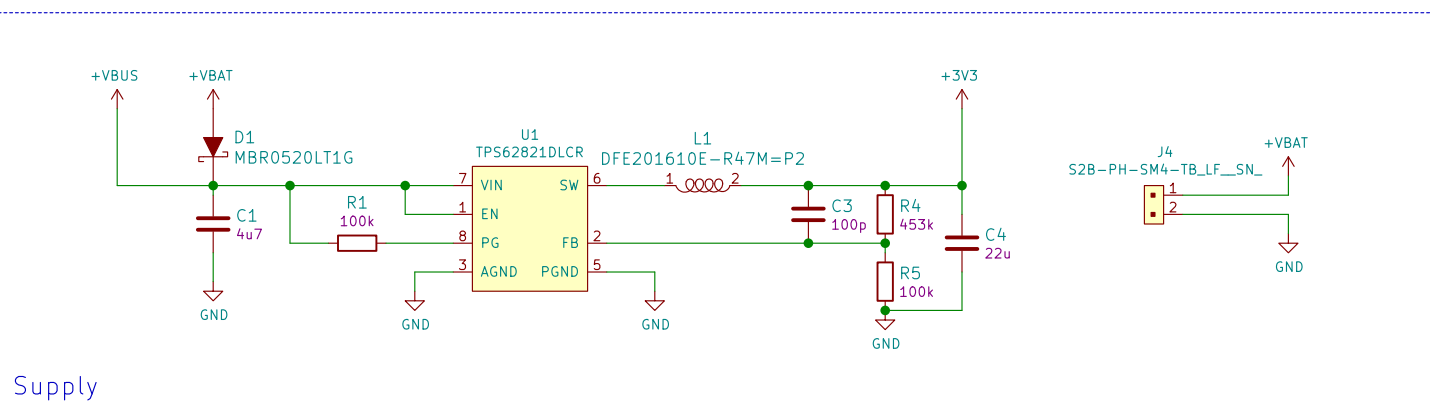 +VBUS
+VBAT
+3V3
D1
MBR0520LT1G
U1
TPS62821DLCR
L1
DFE201610E-R47M=P2
1
2
J4
S2B-PH-SM4-TB_LF__SN_
+VBAT
1
2
GND
7
VIN
SW
6
1
EN
8
PG
FB
2
3
AGND
PGND
5
R1
100k
C1
4u7
GND
GND
GND
C3
100p
R4
453k
C4
22u
R5
100k
GND
Supply